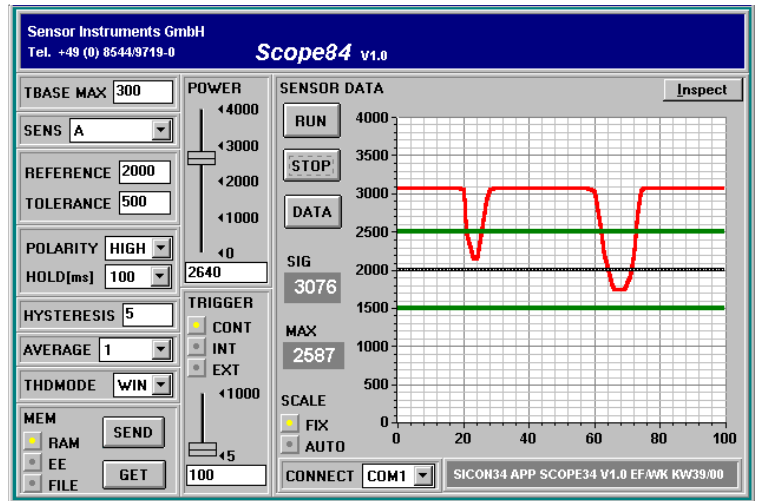 Sensor Instruments GmbH
Tel. +49 (0) 8544/9719-0
Scope84 V1.0
TBASE MAX 300
SENS A
REFERENCE 2000
TOLERANCE 500
POLARITY HIGH
HOLD[ms] 100
HYSTERESIS 5
AVERAGE 1
THDMODE WIN
MEM
RAM
EE
FILE
SEND
GET
POWER
4000
3000
2000
1000
0
2640
TRIGGER
CONT
INT
EXT
1000
5
100
SENSOR DATA
Inspect
RUN
STOP
DATA
SIG
3076
MAX
2587
SCALE
FIX
AUTO
4000
3500
3000
2500
2000
1500
1000
500
0
0 20 40 60 80 100
CONNECT COM1
SICON34 APP SCOPE34 V1.0 EF/WK KW39/00